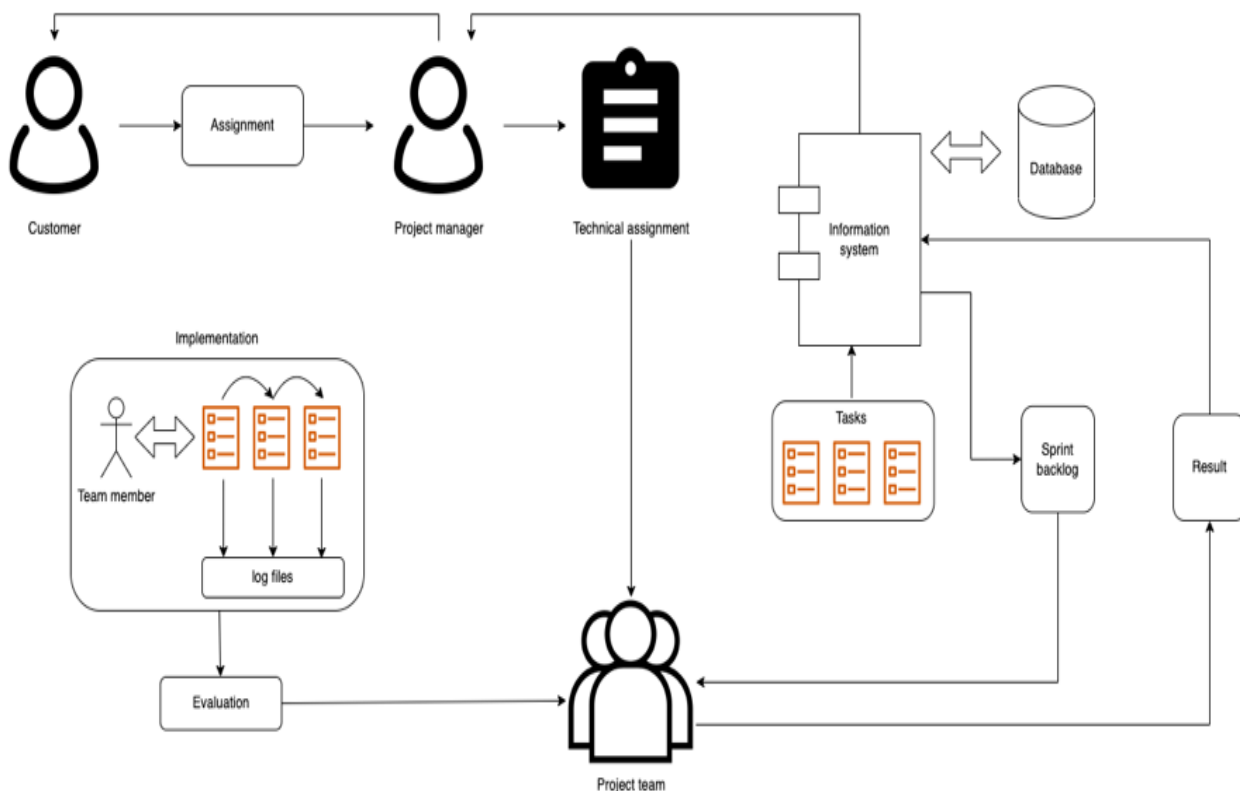 Assignment
Database
Customer
Project manager
Technical assignment
Information
system
Implementation
Tasks
Sprint
backlog
Result
Team member
log files
Evaluation
Project team